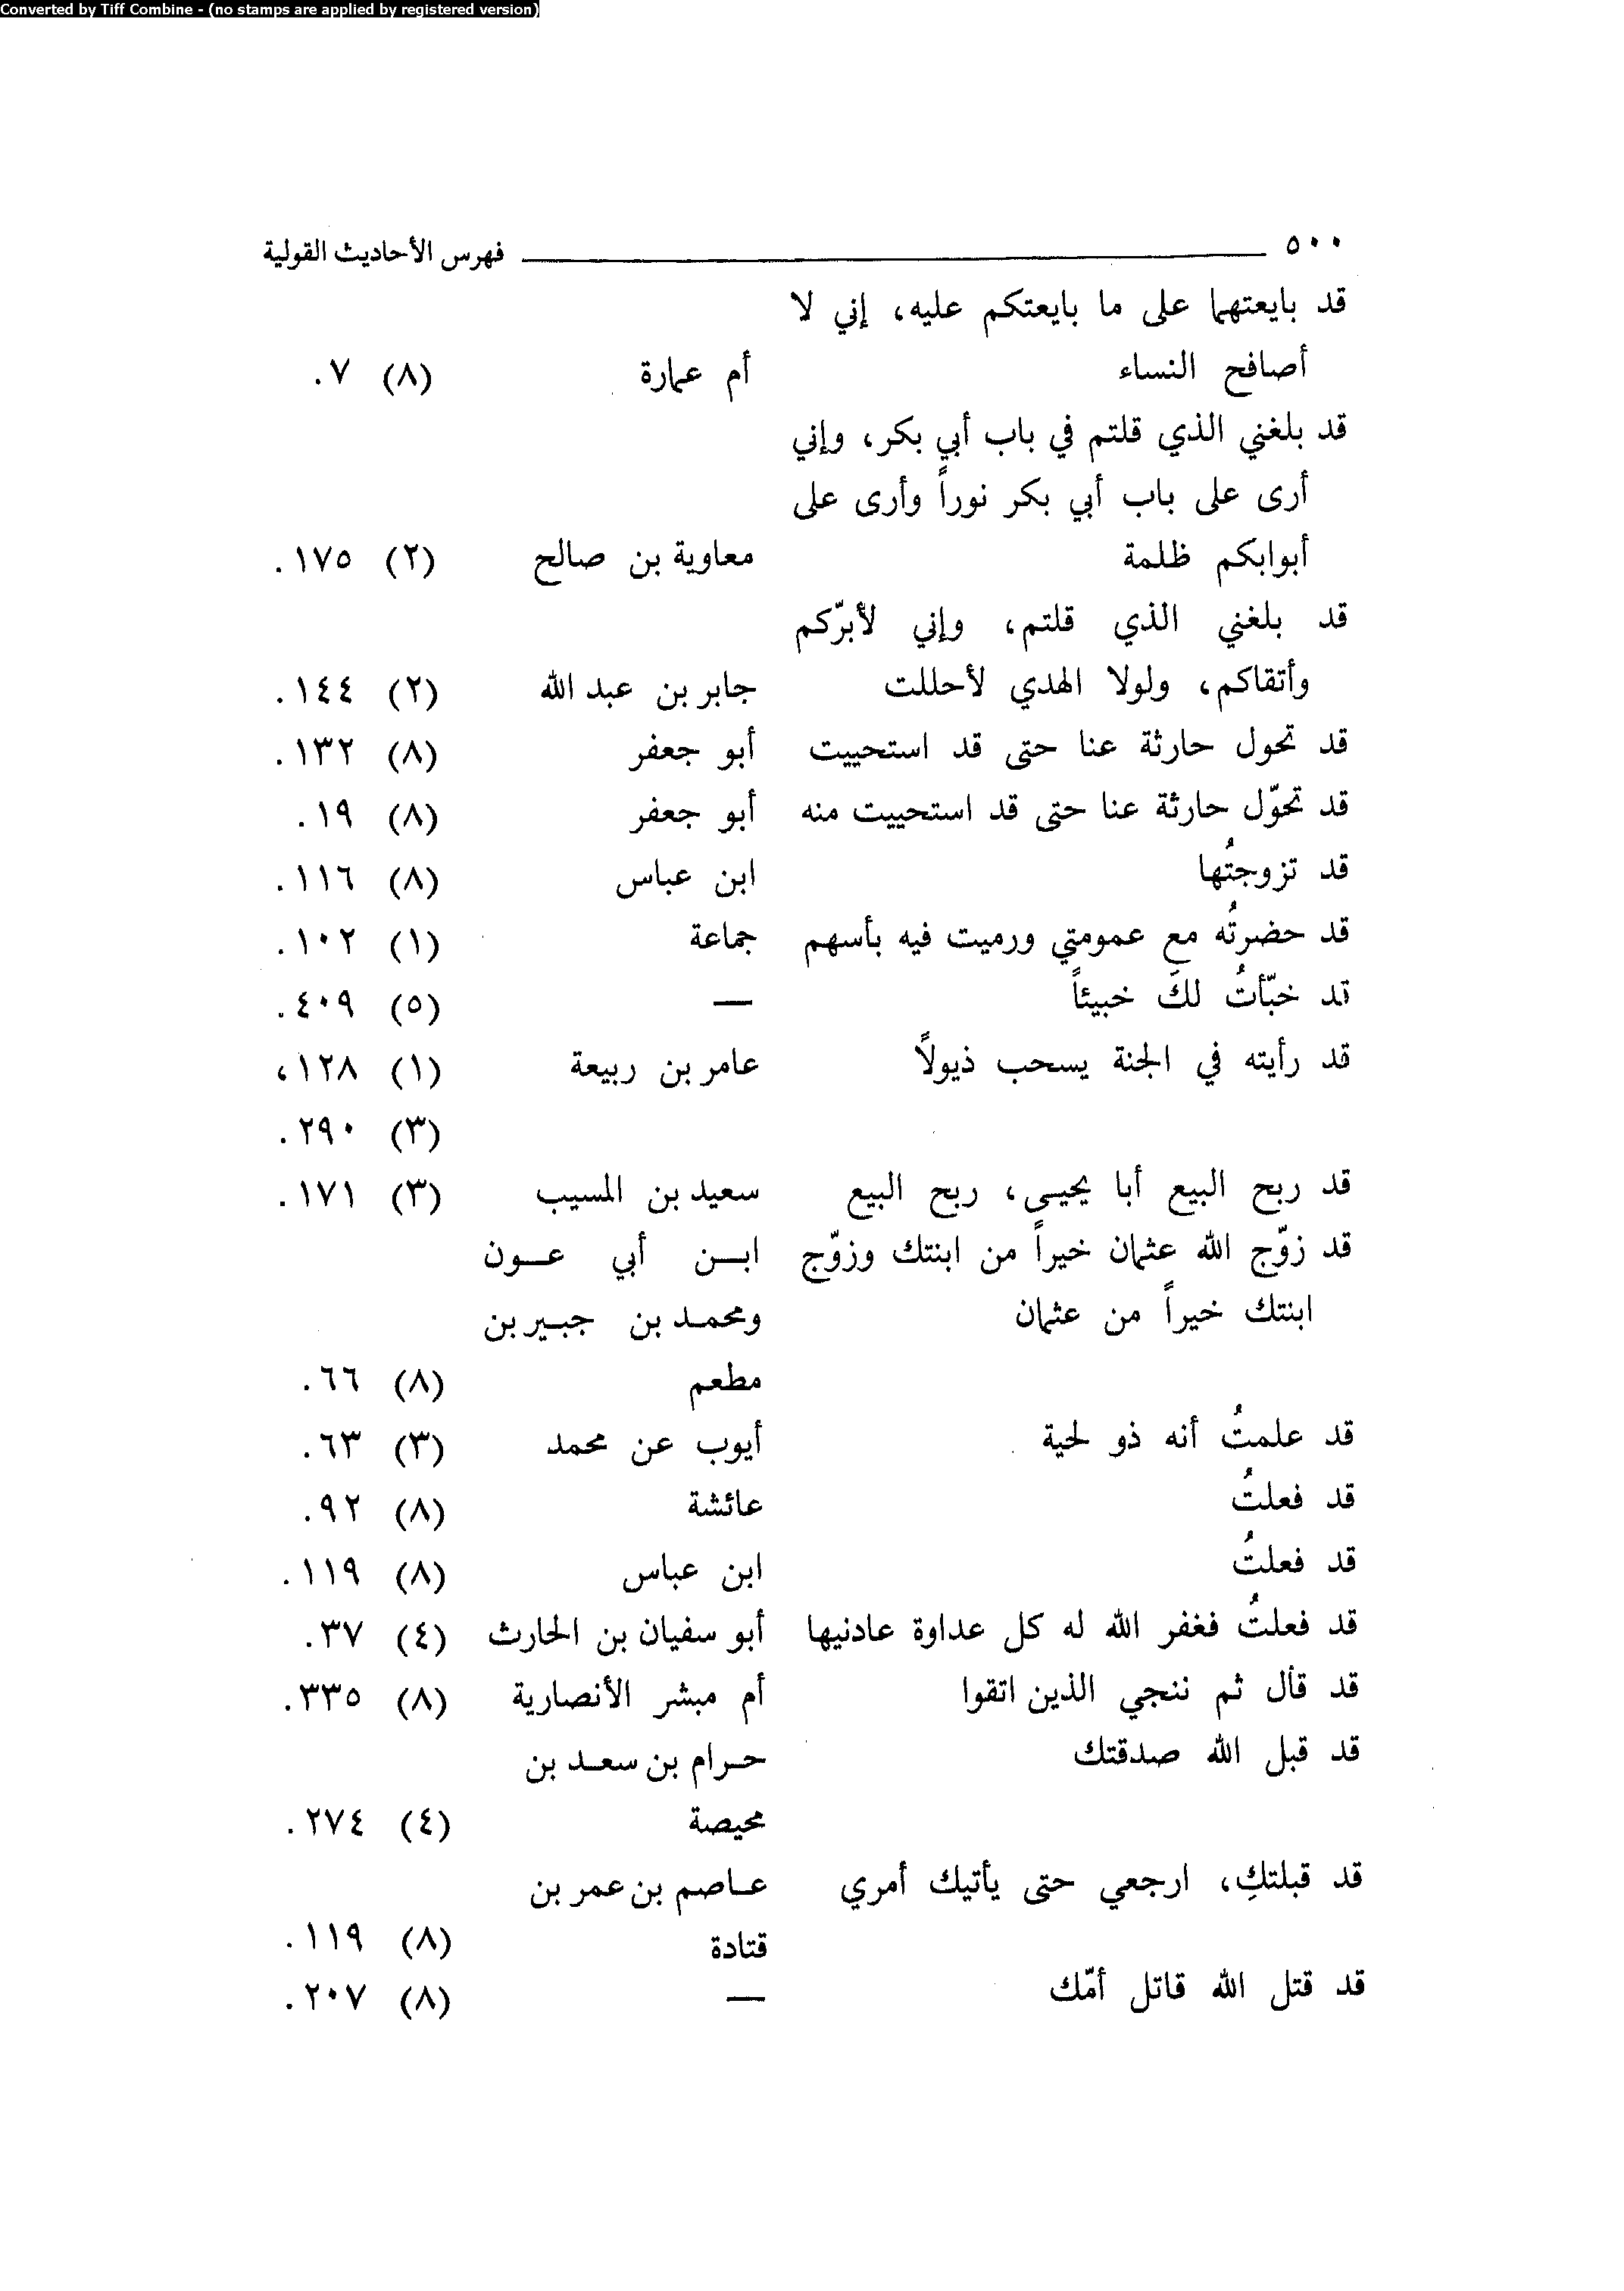 Converted by Tiff Combine - (no stamps are applied by registered version)
٥٠٠ فهرس الأحاديث القولية
قد بايعتهما على ما بايعتكم عليه، إني لا
أصافح النساء أم عمارة (٨) ٧.
قد بلغني الذي قلتم في باب أبي بكر، وإني
أرى على باب أبي بكر نوراً وأرى على
أبوابكم ظلمة معاوية بن صالح (٢) ١٧٥.
قد بلغني الذي قلتم، وإني لأبرّكم
وأتقاكم، ولولا الهدي لأحللت جابر بن عبد الله (٢) ١٤٤.
قد تحول حارثة عنا حتى قد استحييت أبو جعفر (٨) ١٣٢.
قد تحوّل حارثة عنا حتى قد استحييت منه أبو جعفر (٨) ١٩.
قد تزوجتُها ابن عباس (٨) ١١٦.
قد حضرتُه مع عمومتي ورميت فيه بأسهم جماعة (١) ١٠٢.
قد خبّأتُ لكَ خبيئاً — (٥) ٤٠٩.
قد رأيته في الجنة يسحب ذيولاً عامر بن ربيعة (١) ١٢٨،
(٣) ٢٩٠.
قد ربح البيع أبا يحيى، ربح البيع سعيد بن المسيب (٣) ١٧١.
قد زوّج الله عثمان خيراً من ابنتك وزوّج ابن أبي عون
ابنتك خيراً من عثمان ومحمد بن جبير بن
مطعم (٨) ٦٦.
قد علمتُ أنه ذو لحية أيوب عن محمد (٣) ٦٣.
قد فعلتُ عائشة (٨) ٩٢.
قد فعلتُ ابن عباس (٨) ١١٩.
قد فعلتُ فغفر الله له كل عداوة عادنيها أبو سفيان بن الحارث (٤) ٣٧.
قد قال ثم ننجي الذين اتقوا أم مبشر الأنصارية (٨) ٣٣٥.
قد قبل الله صدقتك حرام بن سعد بن
محيصة (٤) ٢٧٤.
قد قبلتكِ، ارجعي حتى يأتيك أمري عاصم بن عمر بن
قتادة (٨) ١١٩.
قد قتل الله قاتل أمّك — (٨) ٢٠٧.